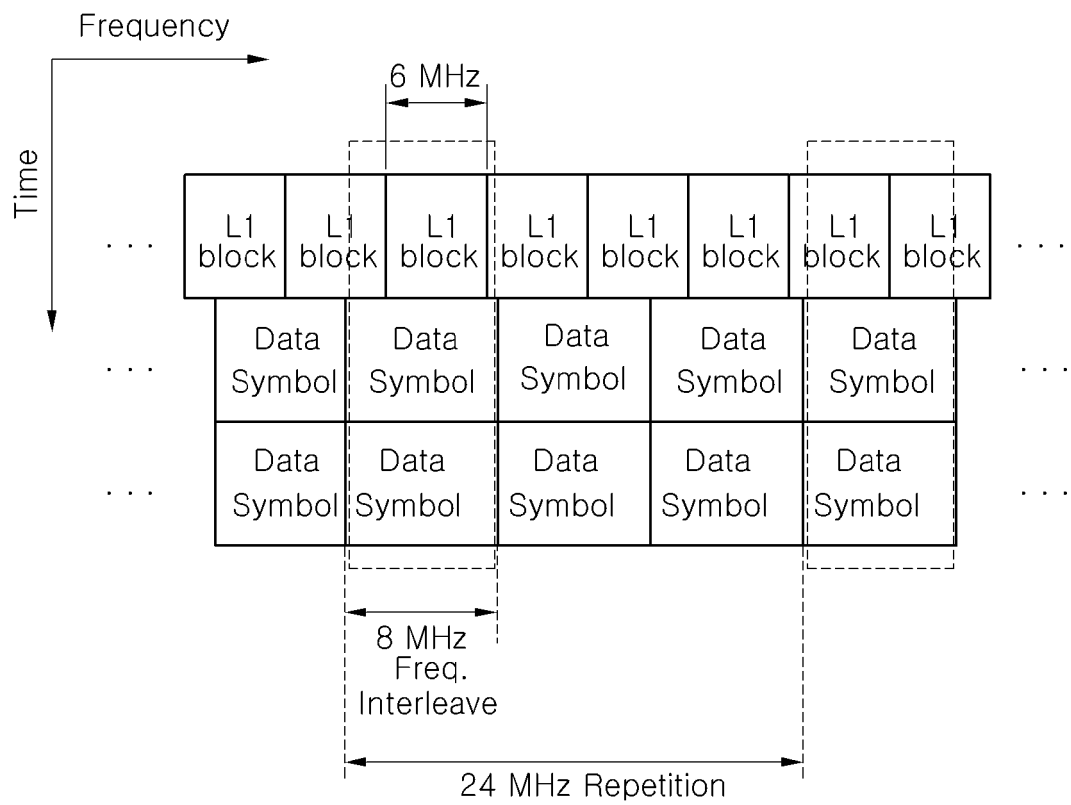 Frequency
6 MHz
Time
. . . L1 block L1 block L1 block L1 block L1 block L1 block L1 block L1 block . . .
. . . Data Symbol Data Symbol Data Symbol Data Symbol Data Symbol . . .
. . . Data Symbol Data Symbol Data Symbol Data Symbol Data Symbol . . .
8 MHz
Freq.
Interleave
24 MHz Repetition